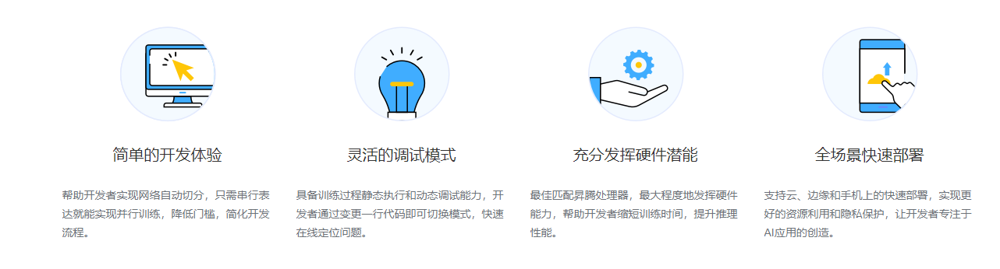 简单的开发体验
帮助开发者实现网络自动切分，只需串行表
达就能实现并行训练，降低门槛，简化开发
流程。
灵活的调试模式
具备训练过程静态执行和动态调试能力，开
发者通过变更一行代码即可切换模式，快速
在线定位问题。
充分发挥硬件潜能
最佳匹配昇腾处理器，最大程度地发挥硬件
能力，帮助开发者缩短训练时间，提升推理
性能。
全场景快速部署
支持云、边缘和手机上的快速部署，实现更
好的资源利用和隐私保护，让开发者专注于
AI应用的创造。